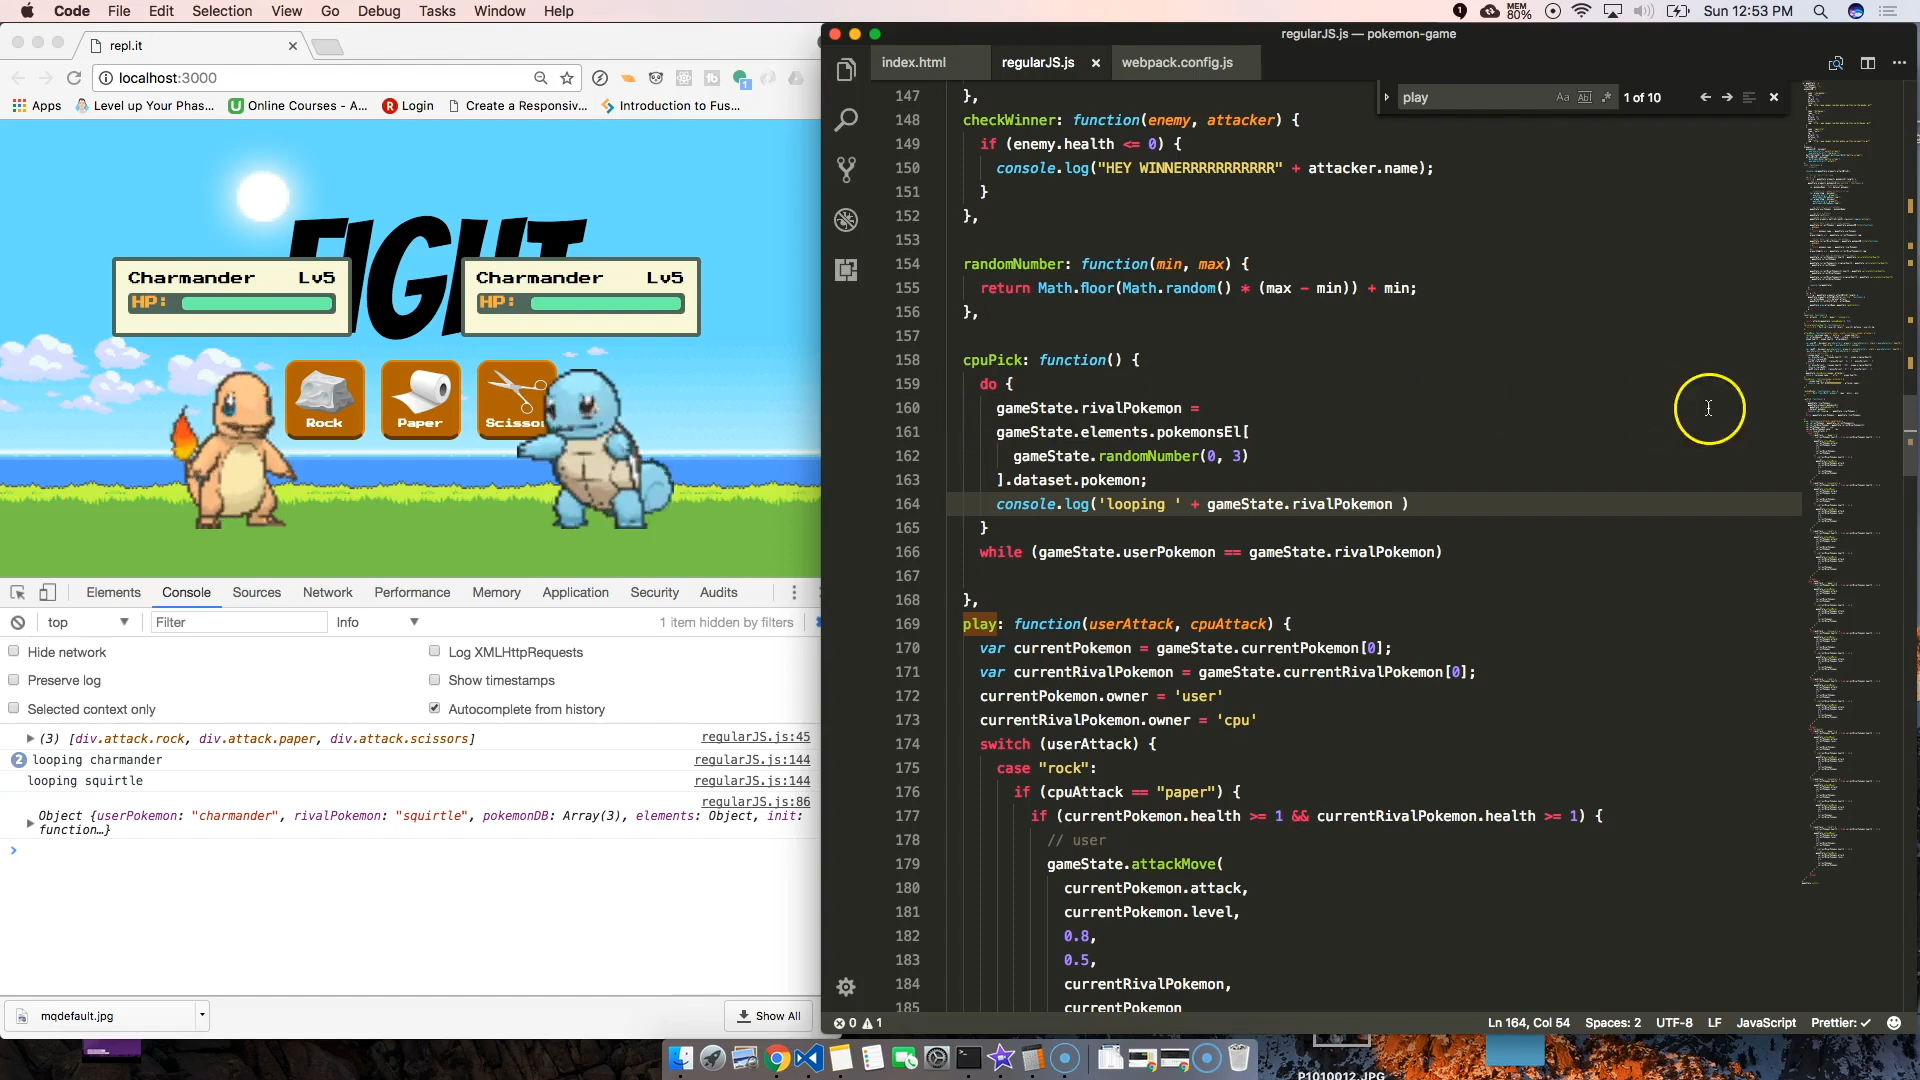 Code File Edit Selection View Go Debug Tasks Window Help
1 MEM 80% Sun 12:53 PM
repl.it
localhost:3000
Apps Level up Your Phas... Online Courses - A... Login Create a Responsiv... Introduction to Fus...
FIGHT
Charmander Lv5
HP:
Charmander Lv5
HP:
Rock Paper Scissor
Elements Console Sources Network Performance Memory Application Security Audits
top Filter Info 1 item hidden by filters
Hide network Log XMLHttpRequests
Preserve log Show timestamps
Selected context only Autocomplete from history
(3) [div.attack.rock, div.attack.paper, div.attack.scissors] regularJS.js:45
2 looping charmander regularJS.js:144
looping squirtle regularJS.js:144
regularJS.js:86
Object {userPokemon: "charmander", rivalPokemon: "squirtle", pokemonDB: Array(3), elements: Object, init:
function…}
mqdefault.jpg Show All
regularJS.js — pokemon-game
index.html regularJS.js webpack.config.js
play Aa Abl .* 1 of 10
147 },
148 checkWinner: function(enemy, attacker) {
149 if (enemy.health <= 0) {
150 console.log("HEY WINNERRRRRRRRRRR" + attacker.name);
151 }
152 },
153
154 randomNumber: function(min, max) {
155 return Math.floor(Math.random() * (max - min)) + min;
156 },
157
158 cpuPick: function() {
159 do {
160 gameState.rivalPokemon =
161 gameState.elements.pokemonsEl[
162 gameState.randomNumber(0, 3)
163 ].dataset.pokemon;
164 console.log('looping ' + gameState.rivalPokemon )
165 }
166 while (gameState.userPokemon == gameState.rivalPokemon)
167
168 },
169 play: function(userAttack, cpuAttack) {
170 var currentPokemon = gameState.currentPokemon[0];
171 var currentRivalPokemon = gameState.currentRivalPokemon[0];
172 currentPokemon.owner = 'user'
173 currentRivalPokemon.owner = 'cpu'
174 switch (userAttack) {
175 case "rock":
176 if (cpuAttack == "paper") {
177 if (currentPokemon.health >= 1 && currentRivalPokemon.health >= 1) {
178 // user
179 gameState.attackMove(
180 currentPokemon.attack,
181 currentPokemon.level,
182 0.8,
183 0.5,
184 currentRivalPokemon,
185 currentPokemon
0 1 Ln 164, Col 54 Spaces: 2 UTF-8 LF JavaScript Prettier: ✓
P1010012.JPG